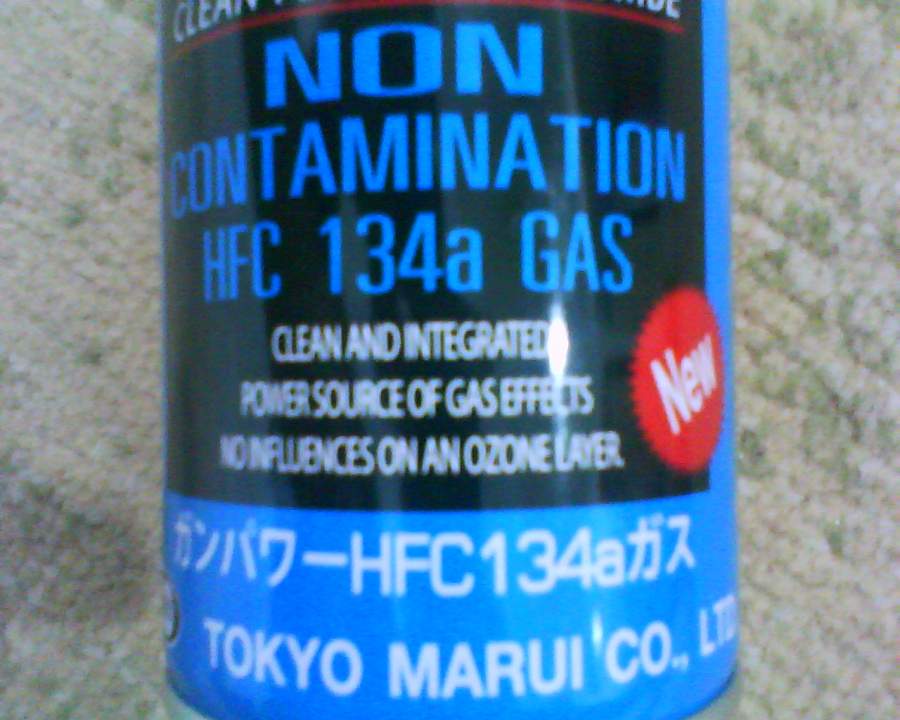 CLEAN
NON
CONTAMINATION
HFC 134a GAS
CLEAN AND INTEGRATED
POWER SOURCE OF GAS EFFECTS
NO INFLUENCES ON AN OZONE LAYER.
New
ガンパワーHFC134aガス
TOKYO MARUI CO., LTD